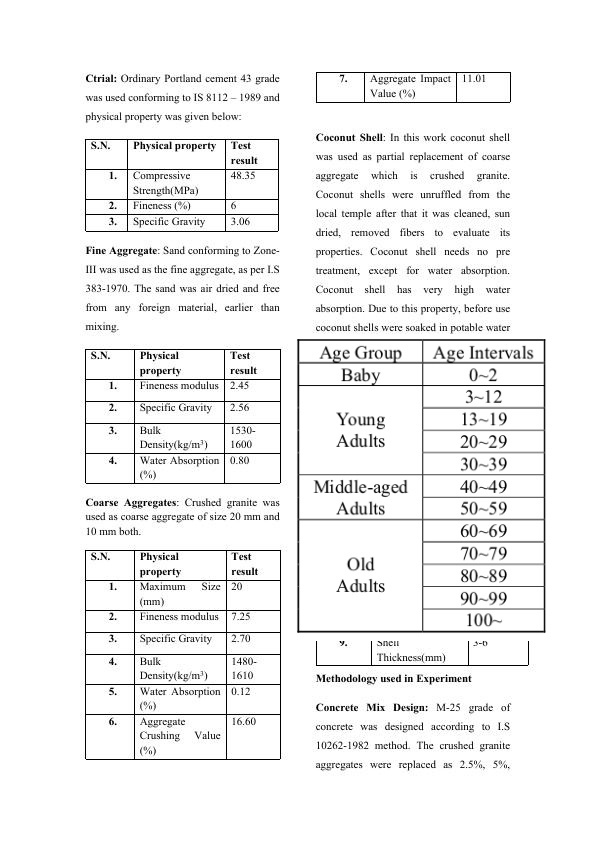 Ctrial: Ordinary Portland cement 43 grade
was used conforming to IS 8112 – 1989 and
physical property was given below:
S.N. Physical property Test
result
1. Compressive 48.35
Strength(MPa)
2. Fineness (%) 6
3. Specific Gravity 3.06
Fine Aggregate: Sand conforming to Zone-
III was used as the fine aggregate, as per I.S
383-1970. The sand was air dried and free
from any foreign material, earlier than
mixing.
S.N. Physical Test
property result
1. Fineness modulus 2.45
2. Specific Gravity 2.56
3. Bulk 1530-
Density(kg/m³) 1600
4. Water Absorption 0.80
(%)
Coarse Aggregates: Crushed granite was
used as coarse aggregate of size 20 mm and
10 mm both.
S.N. Physical Test
property result
1. Maximum Size 20
(mm)
2. Fineness modulus 7.25
3. Specific Gravity 2.70
4. Bulk 1480-
Density(kg/m³) 1610
5. Water Absorption 0.12
(%)
6. Aggregate 16.60
Crushing Value
(%)
7. Aggregate Impact 11.01
Value (%)
Coconut Shell: In this work coconut shell
was used as partial replacement of coarse
aggregate which is crushed granite.
Coconut shells were unruffled from the
local temple after that it was cleaned, sun
dried, removed fibers to evaluate its
properties. Coconut shell needs no pre
treatment, except for water absorption.
Coconut shell has very high water
absorption. Due to this property, before use
coconut shells were soaked in potable water
Age Group Age Intervals
Baby 0~2
3~12
Young 13~19
Adults 20~29
30~39
Middle-aged 40~49
Adults 50~59
60~69
70~79
Old 80~89
Adults 90~99
100~
9. Shell 3-6
Thickness(mm)
Methodology used in Experiment
Concrete Mix Design: M-25 grade of
concrete was designed according to I.S
10262-1982 method. The crushed granite
aggregates were replaced as 2.5%, 5%,